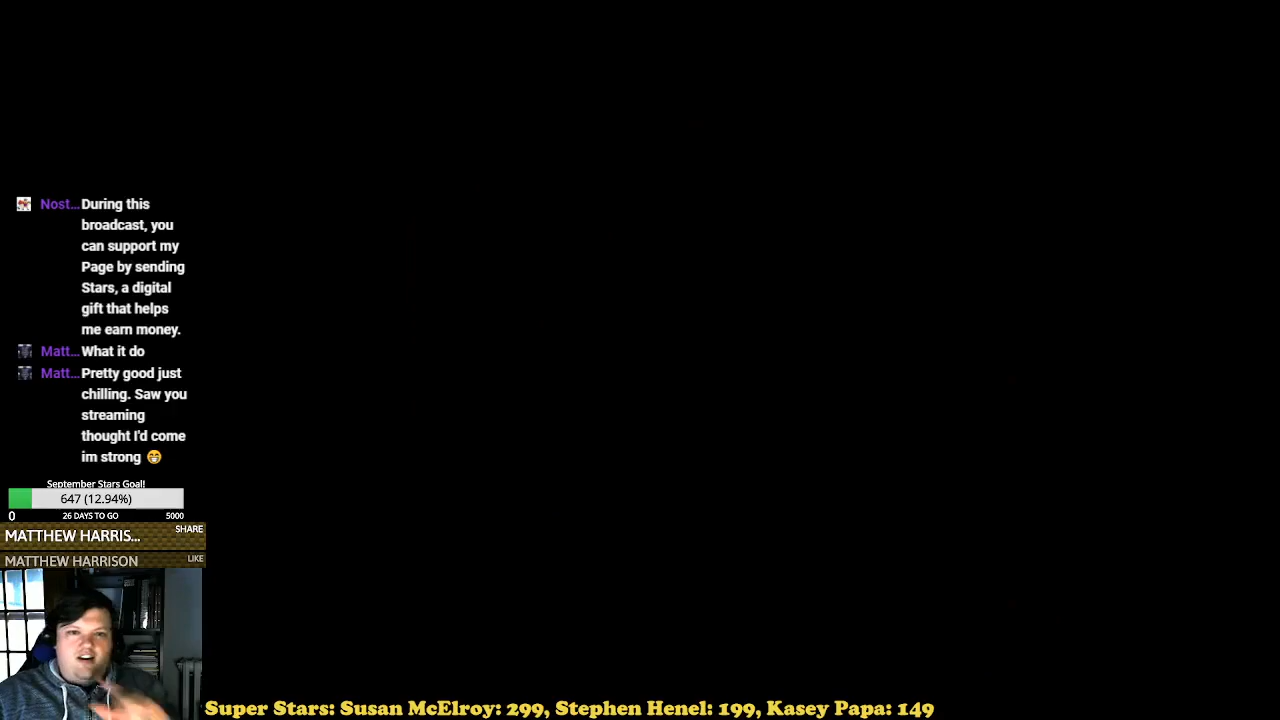 Nost... During this
broadcast, you
can support my
Page by sending
Stars, a digital
gift that helps
me earn money.
Matt... What it do
Matt... Pretty good just
chilling. Saw you
streaming
thought I'd come
im strong 😁
September Stars Goal!
647 (12.94%)
0 26 DAYS TO GO 5000
MATTHEW HARRIS... SHARE
MATTHEW HARRISON LIKE
Super Stars: Susan McElroy: 299, Stephen Henel: 199, Kasey Papa: 149